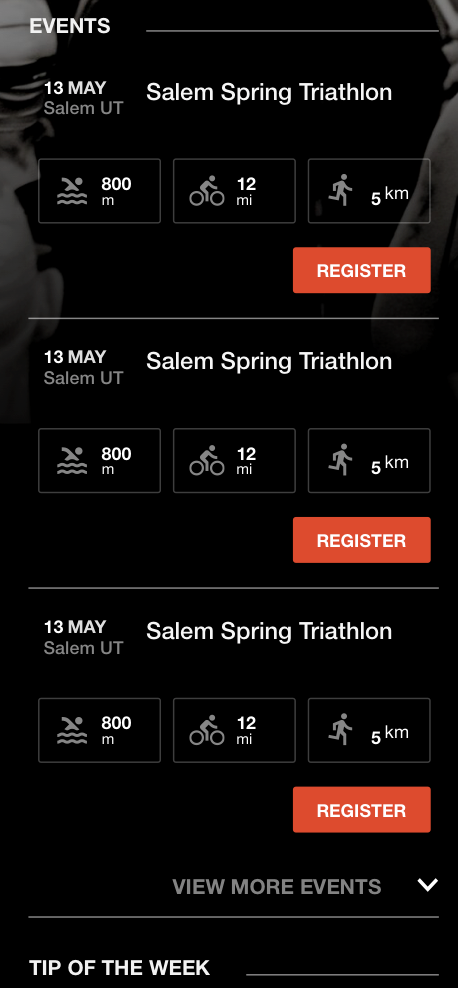 EVENTS
13 MAY
Salem UT
Salem Spring Triathlon
800
m
12
mi
5 km
REGISTER
13 MAY
Salem UT
Salem Spring Triathlon
800
m
12
mi
5 km
REGISTER
13 MAY
Salem UT
Salem Spring Triathlon
800
m
12
mi
5 km
REGISTER
VIEW MORE EVENTS
TIP OF THE WEEK